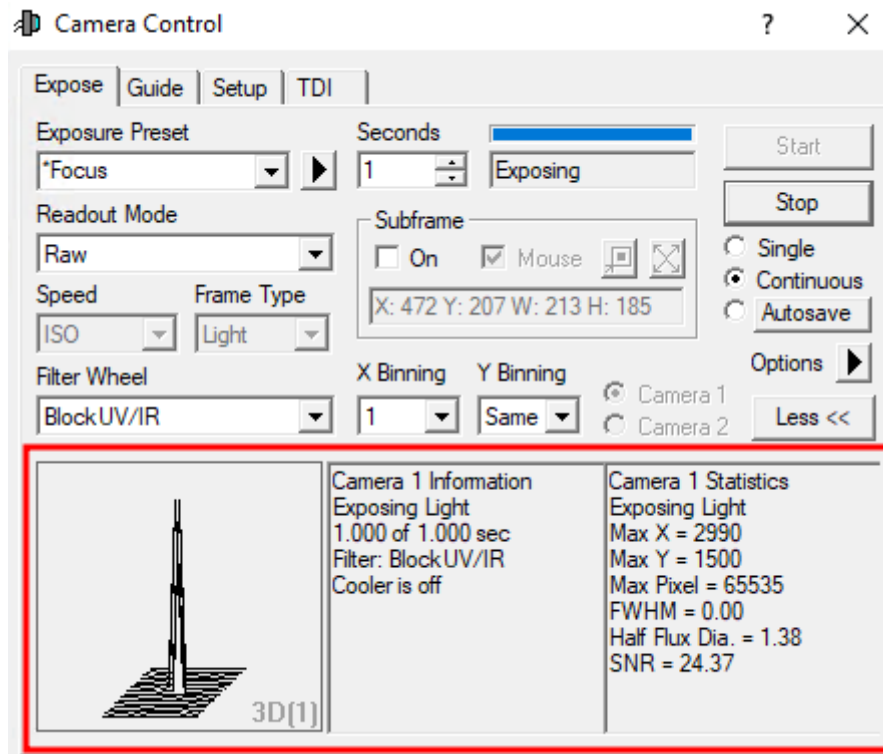 Camera Control ?
Expose Guide Setup TDI
Exposure Preset Seconds
*Focus 1 Exposing Start
Stop
Readout Mode Subframe
Raw On Mouse Single
Continuous
Speed Frame Type X: 472 Y: 207 W: 213 H: 185
ISO Light Autosave
Filter Wheel X Binning Y Binning Camera 1 Options
BlockUV/IR 1 Same Camera 2 Less <<
3D(1)
Camera 1 Information
Exposing Light
1.000 of 1.000 sec
Filter: BlockUV/IR
Cooler is off
Camera 1 Statistics
Exposing Light
Max X = 2990
Max Y = 1500
Max Pixel = 65535
FWHM = 0.00
Half Flux Dia. = 1.38
SNR = 24.37